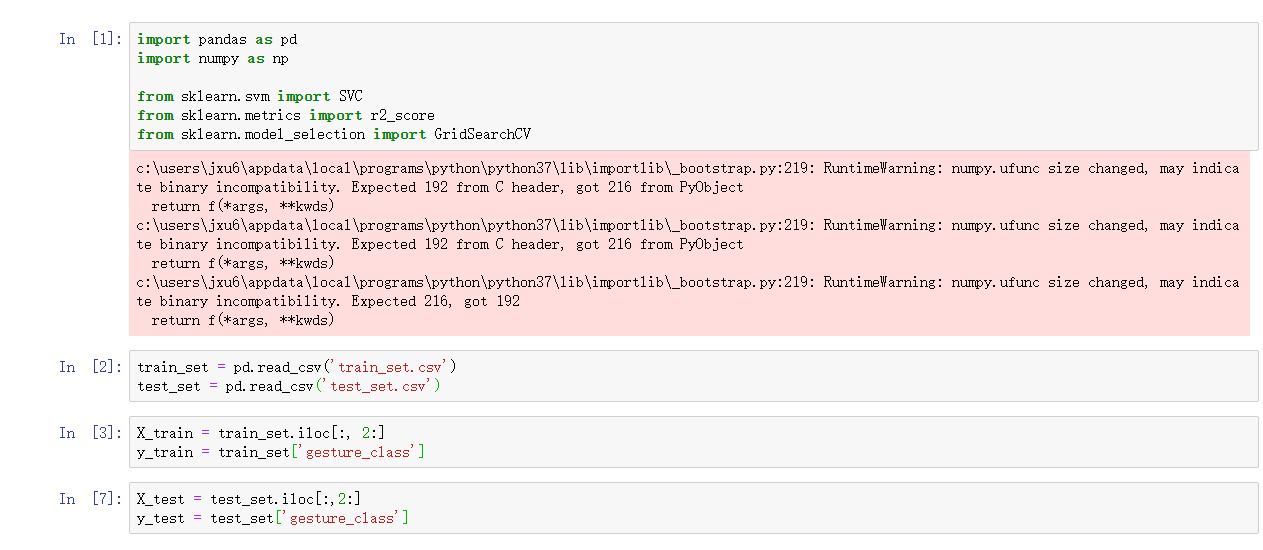 In [1]:
import pandas as pd
import numpy as np
from sklearn.svm import SVC
from sklearn.metrics import r2_score
from sklearn.model_selection import GridSearchCV
c:\users\jxu6\appdata\local\programs\python\python37\lib\importlib\_bootstrap.py:219: RuntimeWarning: numpy.ufunc size changed, may indica
te binary incompatibility. Expected 192 from C header, got 216 from PyObject
  return f(*args, **kwds)
c:\users\jxu6\appdata\local\programs\python\python37\lib\importlib\_bootstrap.py:219: RuntimeWarning: numpy.ufunc size changed, may indica
te binary incompatibility. Expected 192 from C header, got 216 from PyObject
  return f(*args, **kwds)
c:\users\jxu6\appdata\local\programs\python\python37\lib\importlib\_bootstrap.py:219: RuntimeWarning: numpy.ufunc size changed, may indica
te binary incompatibility. Expected 216, got 192
  return f(*args, **kwds)
In [2]:
train_set = pd.read_csv('train_set.csv')
test_set = pd.read_csv('test_set.csv')
In [3]:
X_train = train_set.iloc[:, 2:]
y_train = train_set['gesture_class']
In [7]:
X_test = test_set.iloc[:,2:]
y_test = test_set['gesture_class']